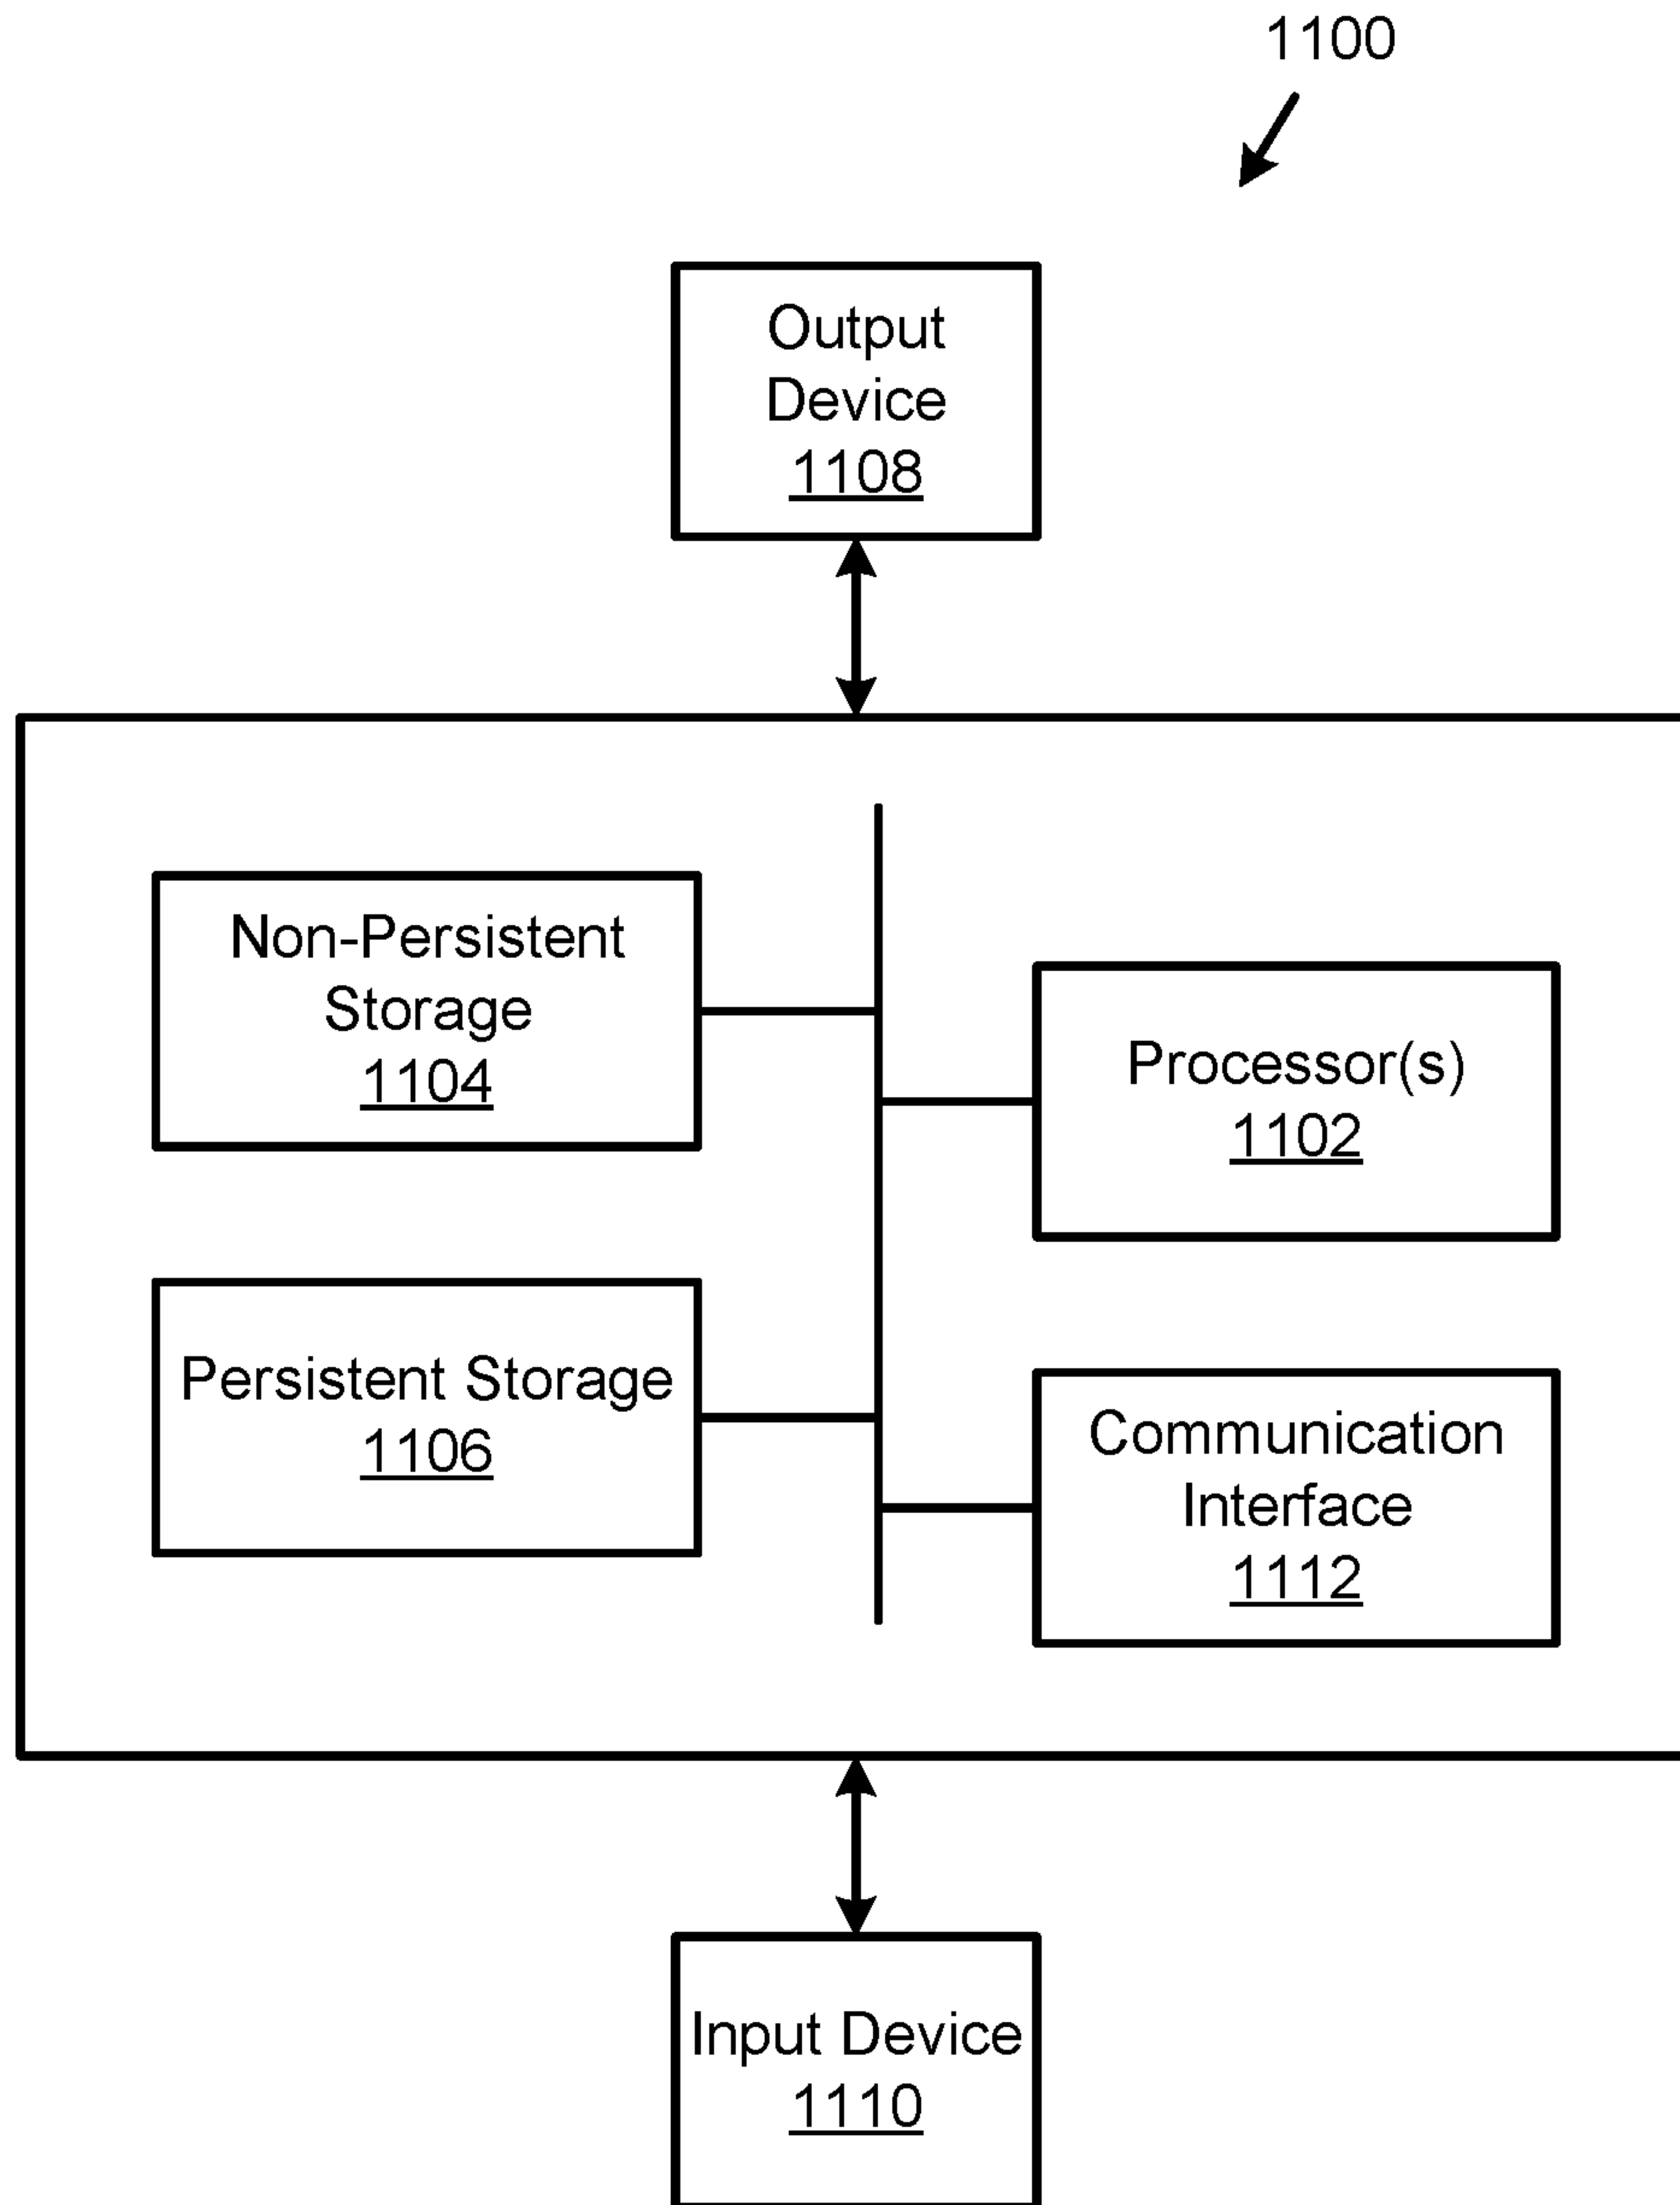 1100
Output
Device
1108
Non-Persistent
Storage
1104
Processor(s)
1102
Persistent Storage
1106
Communication
Interface
1112
Input Device
1110